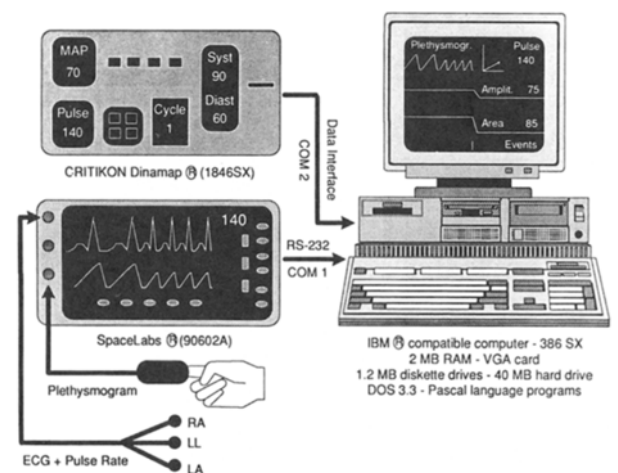 MAP
70
Syst
90
Diast
60
Pulse
140
Cycle
1
CRITIKON Dinamap ® (1846SX)
Data Interface
COM 2
Plethysmogr.
Pulse
140
Amplit. 75
Area 85
Events
140
RS-232
COM 1
SpaceLabs ® (90602A)
IBM ® compatible computer - 386 SX
2 MB RAM - VGA card
1.2 MB diskette drives - 40 MB hard drive
DOS 3.3 - Pascal language programs
Plethysmogram
RA
LL
LA
ECG + Pulse Rate